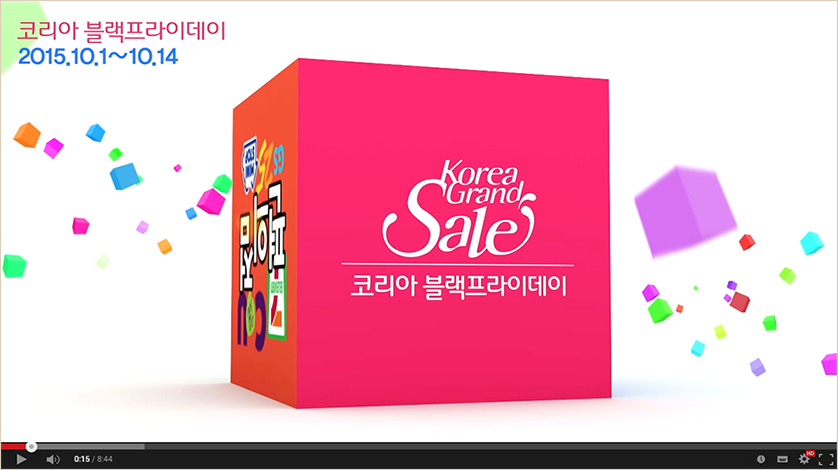 코리아 블랙프라이데이
2015.10.1~10.14
Korea
Grand
Sale
코리아 블랙프라이데이
0:15 / 8:44
HD